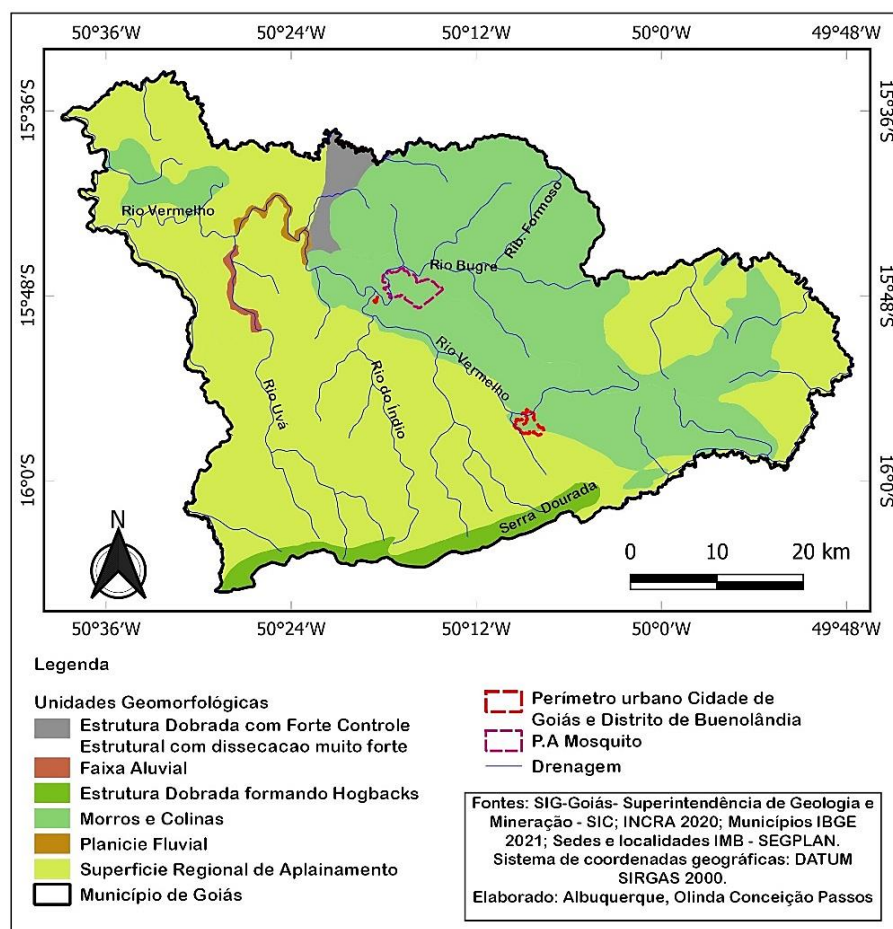 50°36'W 50°24'W 50°12'W 50°0'W 49°48'W
15°36'S 15°36'S
Rio Vermelho
Rib. Formoso
Rio Bugre
15°48'S 15°48'S
Rio Vermelho
Rio Uvá
Rio do Índio
16°0'S 16°0'S
Serra Dourada
N
0 10 20 km
50°36'W 50°24'W 50°12'W 50°0'W 49°48'W
Legenda
Unidades Geomorfológicas
Estrutura Dobrada com Forte Controle
Estrutural com dissecacao muito forte
Faixa Aluvial
Estrutura Dobrada formando Hogbacks
Morros e Colinas
Planicie Fluvial
Superficie Regional de Aplainamento
Município de Goiás
Perímetro urbano Cidade de
Goiás e Distrito de Buenolândia
P.A Mosquito
Drenagem
Fontes: SIG-Goiás- Superintendência de Geologia e
Mineração - SIC; INCRA 2020; Municípios IBGE
2021; Sedes e localidades IMB - SEGPLAN.
Sistema de coordenadas geográficas: DATUM
SIRGAS 2000.
Elaborado: Albuquerque, Olinda Conceição Passos